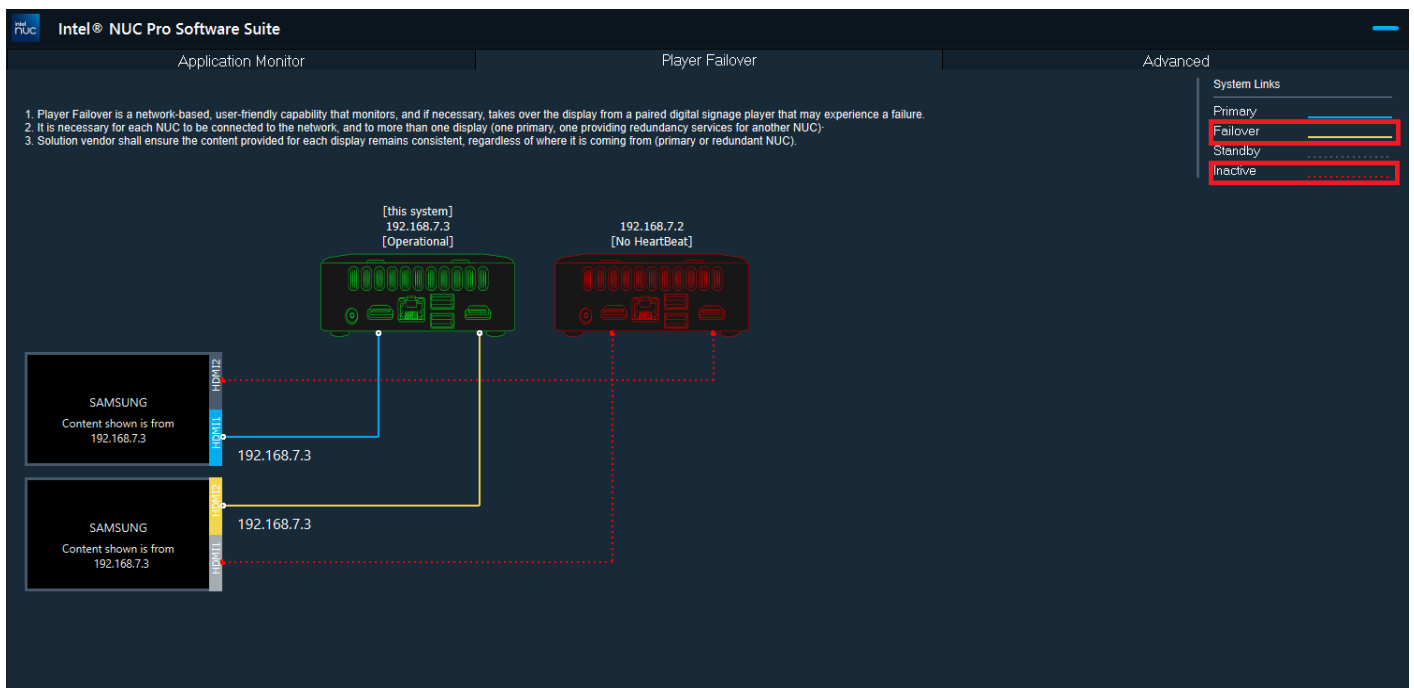 intel
nuc
Intel® NUC Pro Software Suite
Application Monitor
Player Failover
Advanced
System Links
Primary
Failover
Standby
Inactive
1. Player Failover is a network-based, user-friendly capability that monitors, and if necessary, takes over the display from a paired digital signage player that may experience a failure.
2. It is necessary for each NUC to be connected to the network, and to more than one display (one primary, one providing redundancy services for another NUC)·
3. Solution vendor shall ensure the content provided for each display remains consistent, regardless of where it is coming from (primary or redundant NUC).
[this system]
192.168.7.3
[Operational]
192.168.7.2
[No HeartBeat]
HDMI2
SAMSUNG
Content shown is from
192.168.7.3
HDMI1
192.168.7.3
HDMI2
192.168.7.3
SAMSUNG
Content shown is from
192.168.7.3
HDMI1